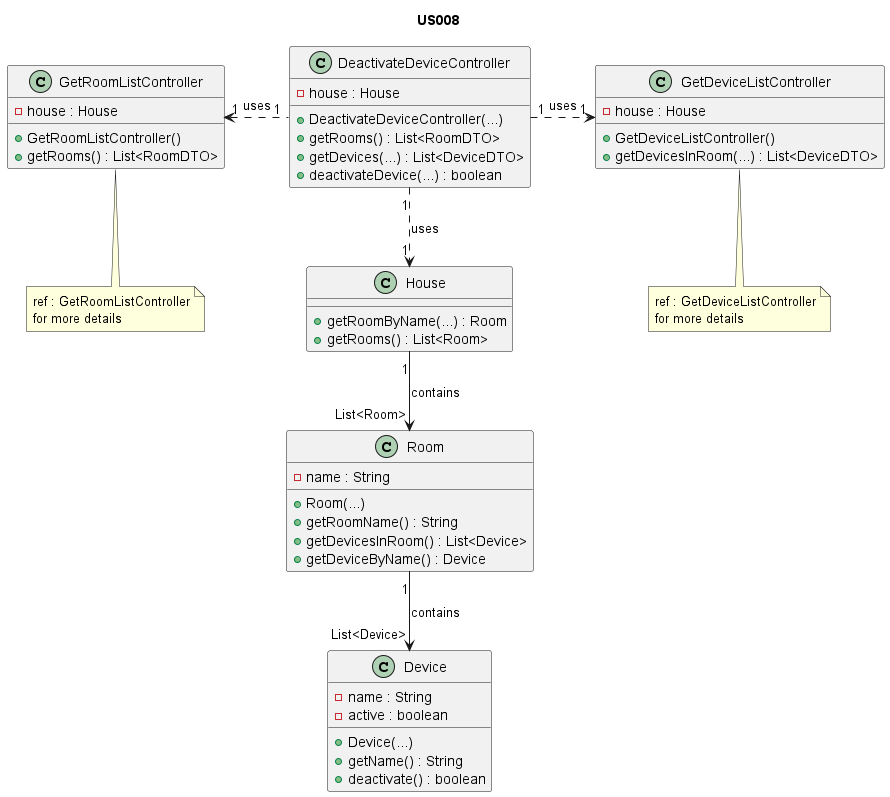 US008
C GetRoomListController
house : House
GetRoomListController()
getRooms() : List<RoomDTO>
1 uses 1
C DeactivateDeviceController
house : House
DeactivateDeviceController(...)
getRooms() : List<RoomDTO>
getDevices(...) : List<DeviceDTO>
deactivateDevice(...) : boolean
1 uses 1
C GetDeviceListController
house : House
GetDeviceListController()
getDevicesInRoom(...) : List<DeviceDTO>
1
uses
1
ref : GetRoomListController
for more details
C House
getRoomByName(...) : Room
getRooms() : List<Room>
ref : GetDeviceListController
for more details
1
contains
List<Room>
C Room
name : String
Room(...)
getRoomName() : String
getDevicesInRoom() : List<Device>
getDeviceByName() : Device
1
contains
List<Device>
C Device
name : String
active : boolean
Device(...)
getName() : String
deactivate() : boolean